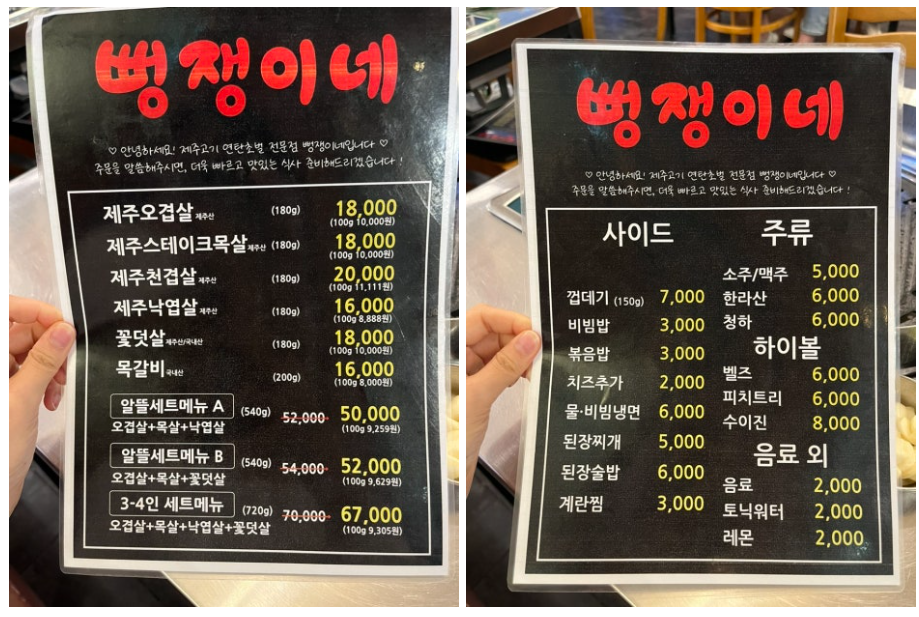 뻥쟁이네
♡ 안녕하세요! 제주고기 연탄초벌 전문점 뻥쟁이네입니다 ♡
주문을 말씀해주시면, 더욱 빠르고 맛있는 식사 준비해드리겠습니다!
제주오겹살 제주산 (180g) 18,000
(100g 10,000원)
제주스테이크목살 제주산 (180g) 18,000
(100g 10,000원)
제주천겹살 제주산 (180g) 20,000
(100g 11,111원)
제주낙엽살 제주산 (180g) 16,000
(100g 8,888원)
꽃덧살 제주산/국내산 (180g) 18,000
(100g 10,000원)
목갈비 국내산 (200g) 16,000
(100g 8,000원)
알뜰세트메뉴 A (540g) 52,000 50,000
오겹살+목살+낙엽살 (100g 9,259원)
알뜰세트메뉴 B (540g) 54,000 52,000
오겹살+목살+꽃덧살 (100g 9,629원)
3-4인 세트메뉴 (720g) 70,000 67,000
오겹살+목살+낙엽살+꽃덧살 (100g 9,305원)
뻥쟁이네
♡ 안녕하세요! 제주고기 연탄초벌 전문점 뻥쟁이네입니다 ♡
주문을 말씀해주시면, 더욱 빠르고 맛있는 식사 준비해드리겠습니다!
사이드
껍데기 (150g) 7,000
비빔밥 3,000
볶음밥 3,000
치즈추가 2,000
물·비빔냉면 6,000
된장찌개 5,000
된장술밥 6,000
계란찜 3,000
주류
소주/맥주 5,000
한라산 6,000
청하 6,000
하이볼
벨즈 6,000
피치트리 6,000
수이진 8,000
음료 외
음료 2,000
토닉워터 2,000
레몬 2,000